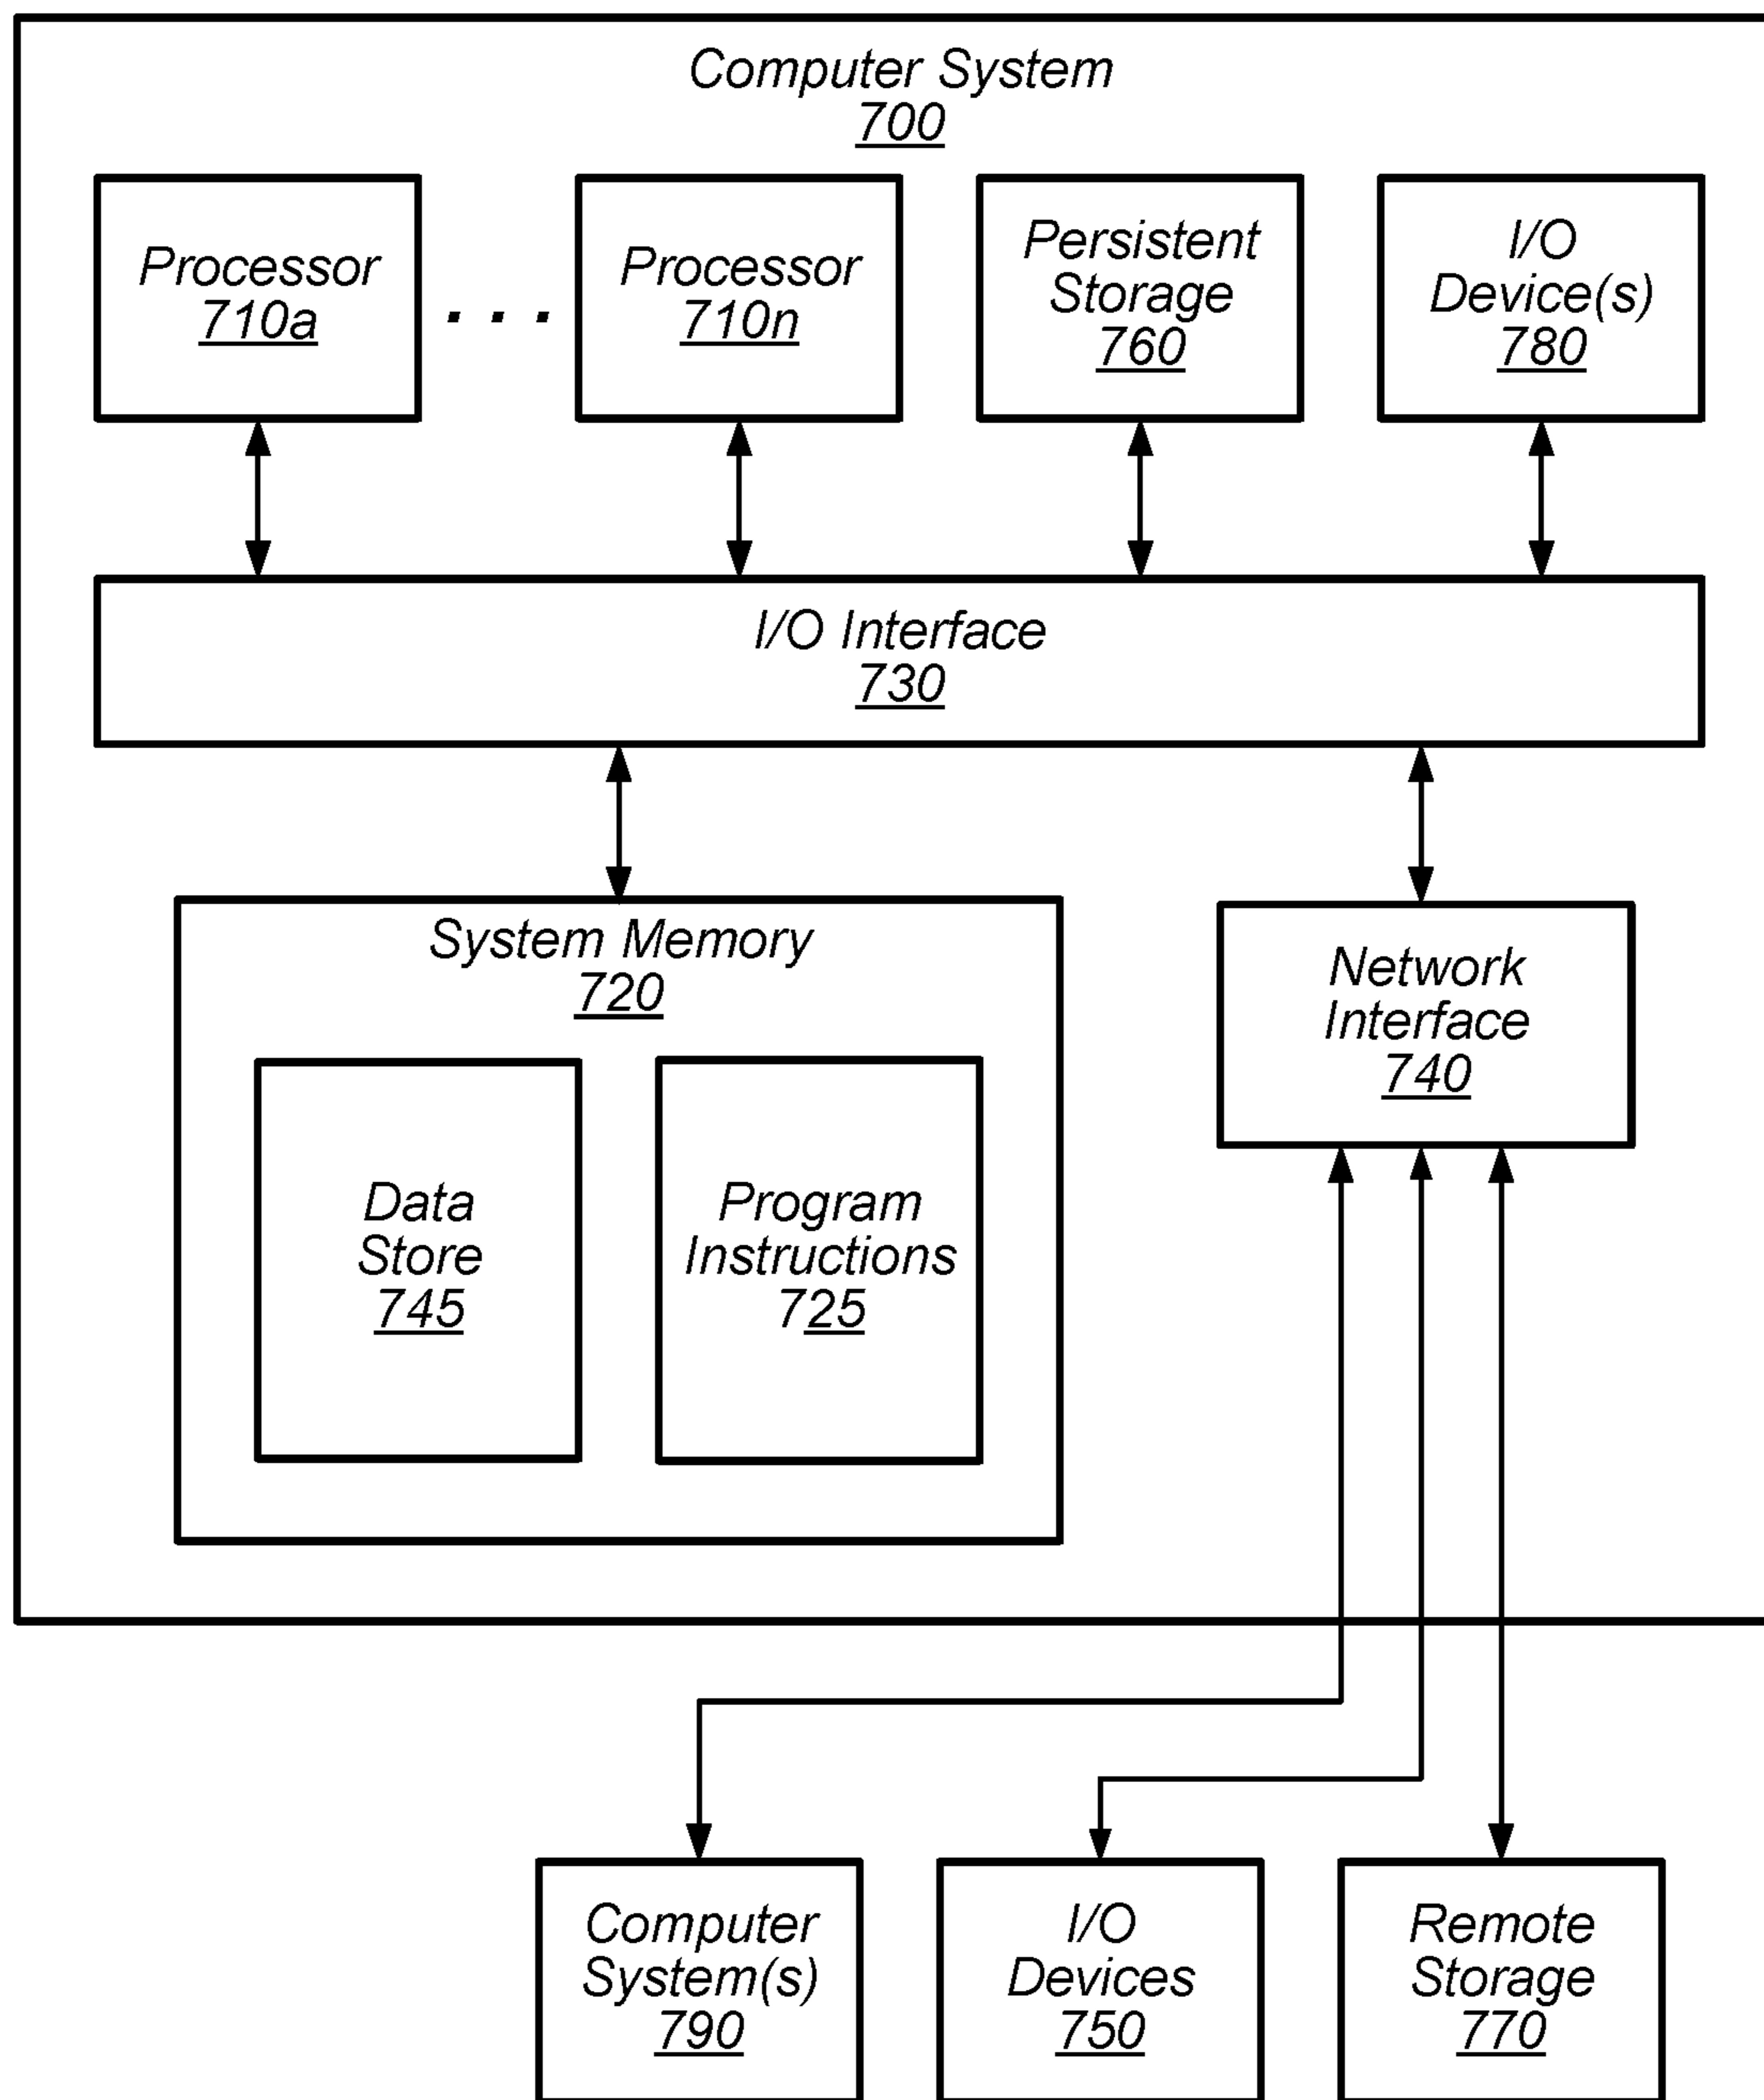 Computer System
700
Processor
710a
. . .
Processor
710n
Persistent
Storage
760
I/O
Device(s)
780
I/O Interface
730
System Memory
720
Data
Store
745
Program
Instructions
725
Network
Interface
740
Computer
System(s)
790
I/O
Devices
750
Remote
Storage
770